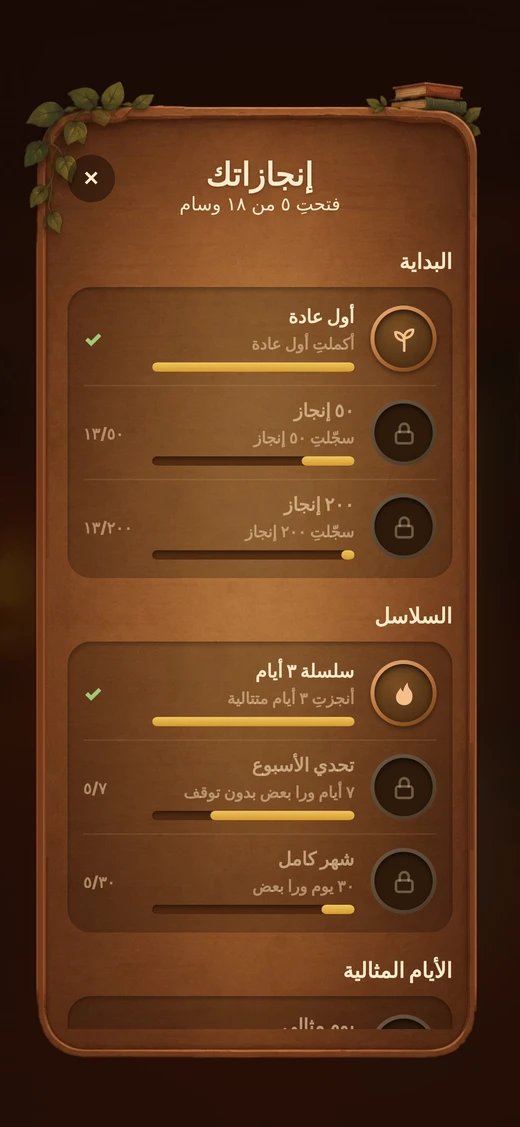 إنجازاتك
فتحتِ ٥ من ١٨ وسام
البداية
أول عادة
أكملتِ أول عادة
٥٠ إنجاز
سجّلتِ ٥٠ إنجاز
١٣/٥٠
٢٠٠ إنجاز
سجّلتِ ٢٠٠ إنجاز
١٣/٢٠٠
السلاسل
سلسلة ٣ أيام
أنجزتِ ٣ أيام متتالية
تحدي الأسبوع
٧ أيام ورا بعض بدون توقف
٥/٧
شهر كامل
٣٠ يوم ورا بعض
٥/٣٠
الأيام المثالية
يوم مثالي